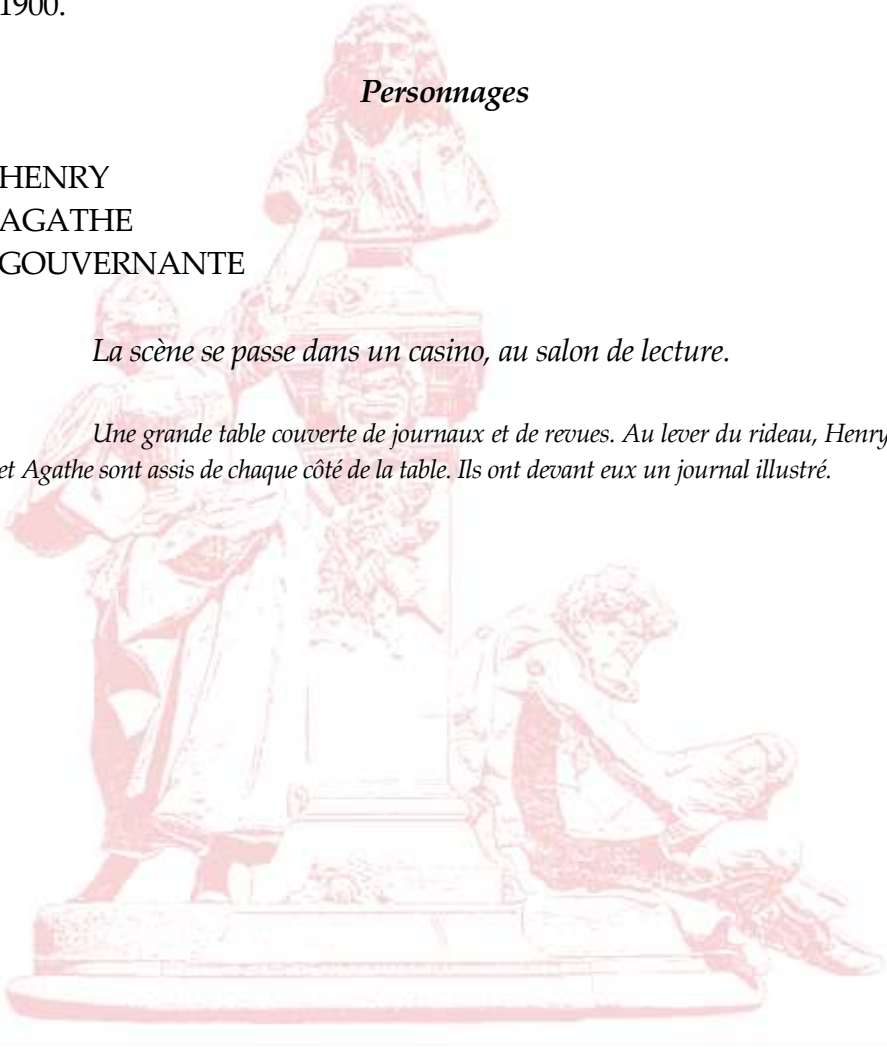 1900.
Personnages
HENRY
AGATHE
GOUVERNANTE
La scène se passe dans un casino, au salon de lecture.
Une grande table couverte de journaux et de revues. Au lever du rideau, Henry
et Agathe sont assis de chaque côté de la table. Ils ont devant eux un journal illustré.